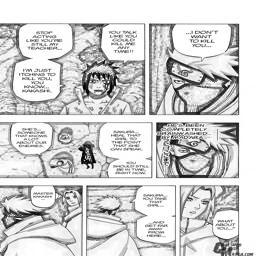 ...I DON'T
WANT TO
KILL
YOU...
YOU TALK
LIKE YOU
COULD
KILL ME
ANY
TIME!!
STOP
ACTING
LIKE YOU'RE
STILL MY
TEACHER...
I'M JUST
ITCHING TO
KILL YOU,
YOU
KNOW...
KAKASHI.
HE'S BEEN
COMPLETELY
BRAINWASHED
BY MADARA.
SAKURA...
HEAL THAT
GIRL TO
THE POINT
THAT SHE
CAN SPEAK.
YOU
SHOULD STILL
BE IN TIME,
RIGHT NOW.
SHE'S...
SOMEONE
THAT KNOWS
A LOT
ABOUT OUR
ENEMIES.
WHAT
ABOUT
YOU...?
SAKURA...
YOU TAKE
THAT GIRL...
AND GET
FAR AWAY
FROM
HERE...
MASTER
KAKASHI